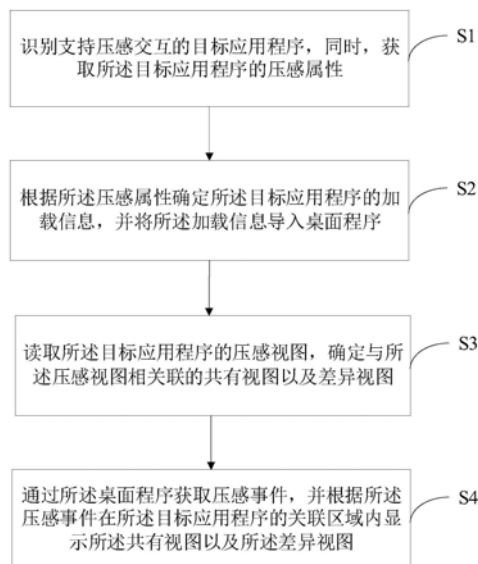 识别支持压感交互的目标应用程序，同时，获
取所述目标应用程序的压感属性
S1
根据所述压感属性确定所述目标应用程序的加
载信息，并将所述加载信息导入桌面程序
S2
读取所述目标应用程序的压感视图，确定与所
述压感视图相关联的共有视图以及差异视图
S3
通过所述桌面程序获取压感事件，并根据所述
压感事件在所述目标应用程序的关联区域内显
示所述共有视图以及所述差异视图
S4